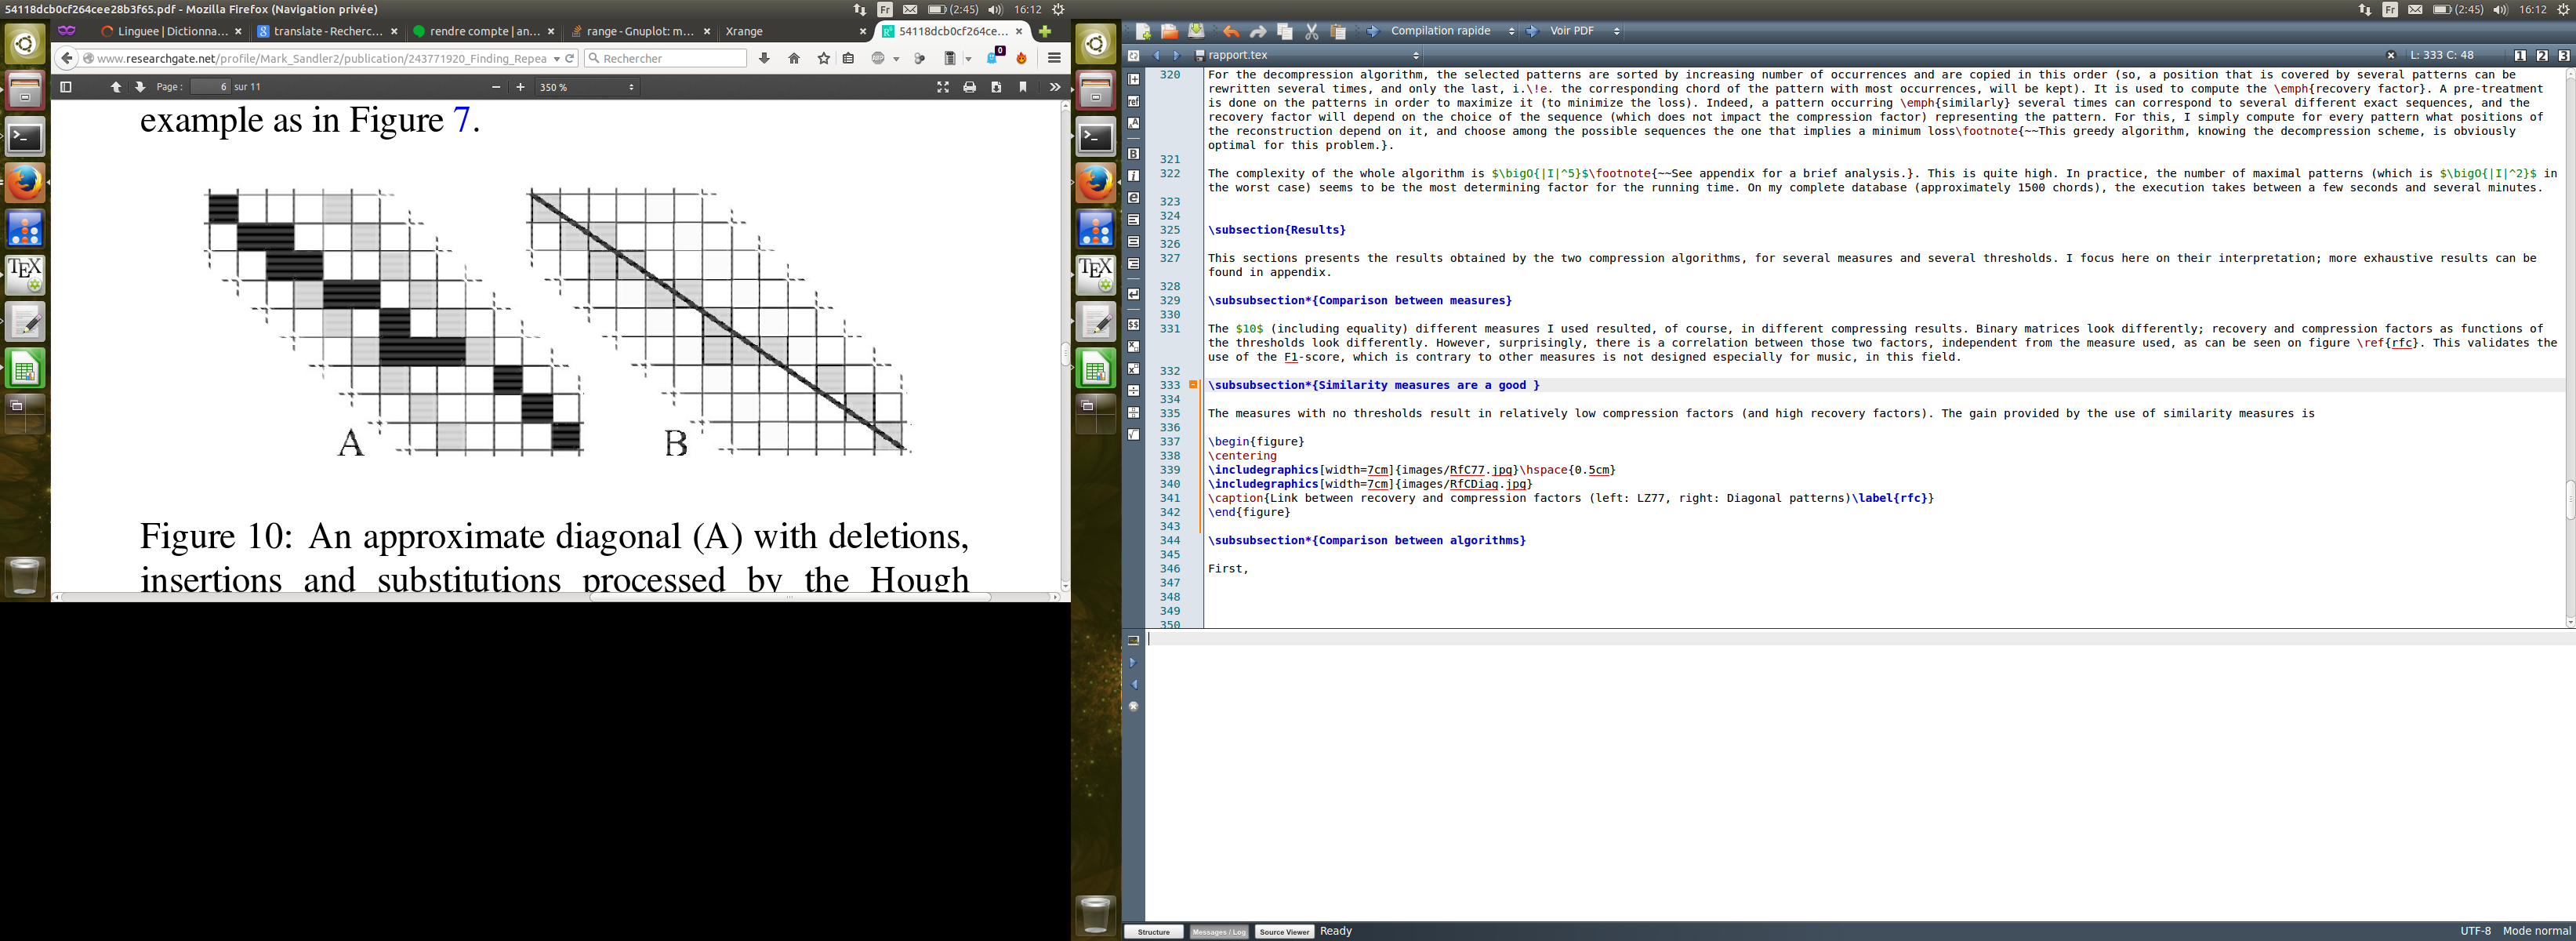 54118dcb0cf264cee28b3f65.pdf - Mozilla Firefox (Navigation privée)
Fr (2:45) 16:12
Linguee | Dictionna...
translate - Recherc...
rendre compte | an...
range - Gnuplot: m...
Xrange
54118dcb0cf264ce...
www.researchgate.net/profile/Mark_Sandler2/publication/243771920_Finding_Repea
Rechercher
0
Page : 6 sur 11
350 %
example as in Figure 7.
A
B
Figure 10: An approximate diagonal (A) with deletions,
insertions and substitutions processed by the Hough
Fr (2:45) 16:12
Compilation rapide
Voir PDF
rapport.tex
L: 333 C: 48
1 2 3
320 For the decompression algorithm, the selected patterns are sorted by increasing number of occurrences and are copied in this order (so, a position that is covered by several patterns can be
rewritten several times, and only the last, i.\!e. the corresponding chord of the pattern with most occurrences, will be kept). It is used to compute the \emph{recovery factor}. A pre-treatment
is done on the patterns in order to maximize it (to minimize the loss). Indeed, a pattern occurring \emph{similarly} several times can correspond to several different exact sequences, and the
recovery factor will depend on the choice of the sequence (which does not impact the compression factor) representing the pattern. For this, I simply compute for every pattern what positions of
the reconstruction depend on it, and choose among the possible sequences the one that implies a minimum loss\footnote{~~This greedy algorithm, knowing the decompression scheme, is obviously
optimal for this problem.}.
321
322 The complexity of the whole algorithm is $\bigO{|I|^5}$\footnote{~~See appendix for a brief analysis.}. This is quite high. In practice, the number of maximal patterns (which is $\bigO{|I|^2}$ in
the worst case) seems to be the most determining factor for the running time. On my complete database (approximately 1500 chords), the execution takes between a few seconds and several minutes.
323
324
325 \subsection{Results}
326
327 This sections presents the results obtained by the two compression algorithms, for several measures and several thresholds. I focus here on their interpretation; more exhaustive results can be
found in appendix.
328
329 \subsubsection*{Comparison between measures}
330
331 The $10$ (including equality) different measures I used resulted, of course, in different compressing results. Binary matrices look differently; recovery and compression factors as functions of
the thresholds look differently. However, surprisingly, there is a correlation between those two factors, independent from the measure used, as can be seen on figure \ref{rfc}. This validates the
use of the F1-score, which is contrary to other measures is not designed especially for music, in this field.
332
333 \subsubsection*{Similarity measures are a good }
334
335 The measures with no thresholds result in relatively low compression factors (and high recovery factors). The gain provided by the use of similarity measures is
336
337 \begin{figure}
338 \centering
339 \includegraphics[width=7cm]{images/RfC77.jpg}\hspace{0.5cm}
340 \includegraphics[width=7cm]{images/RfCDiag.jpg}
341 \caption{Link between recovery and compression factors (left: LZ77, right: Diagonal patterns)\label{rfc}}
342 \end{figure}
343
344 \subsubsection*{Comparison between algorithms}
345
346 First,
347
348
349
350
Structure
Messages / Log
Source Viewer
Ready
UTF-8 Mode normal